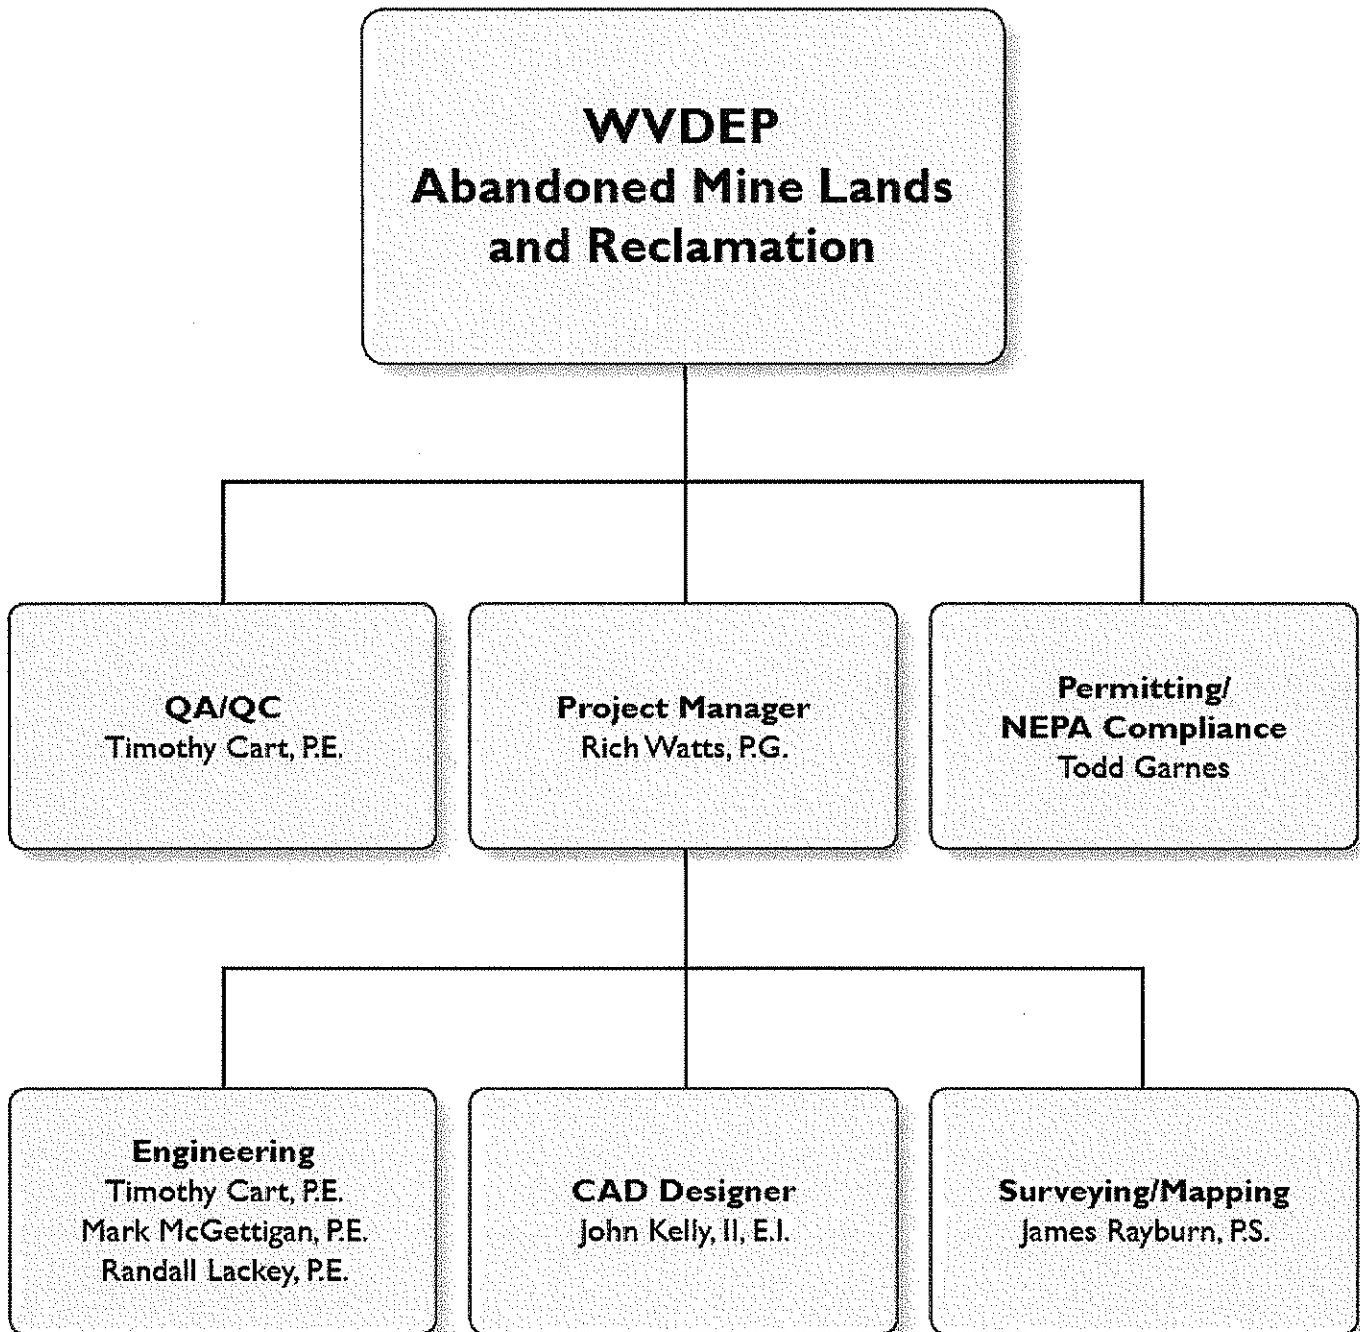 WVDEP
Abandoned Mine Lands
and Reclamation
QA/QC
Timothy Cart, P.E.
Project Manager
Rich Watts, P.G.
Permitting/
NEPA Compliance
Todd Garnes
Engineering
Timothy Cart, P.E.
Mark McGettigan, P.E.
Randall Lackey, P.E.
CAD Designer
John Kelly, II, E.I.
Surveying/Mapping
James Rayburn, P.S.